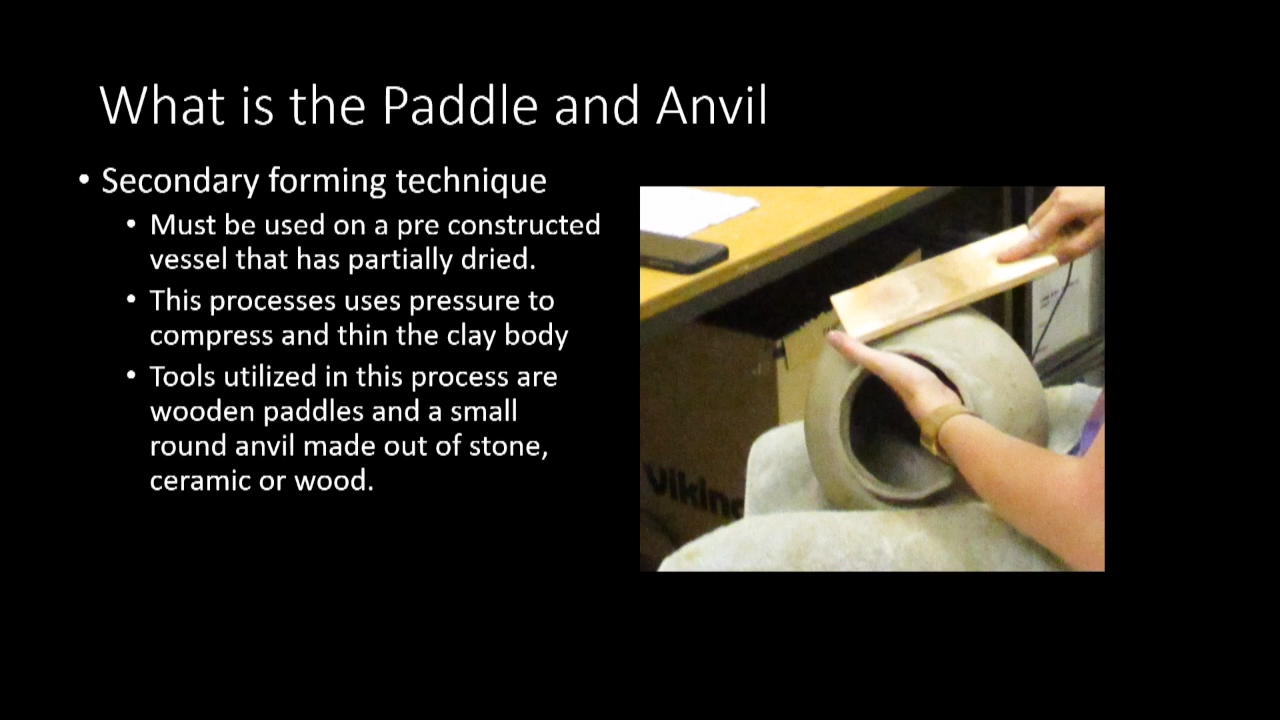 What is the Paddle and Anvil
• Secondary forming technique
• Must be used on a pre constructed
vessel that has partially dried.
• This processes uses pressure to
compress and thin the clay body
• Tools utilized in this process are
wooden paddles and a small
round anvil made out of stone,
ceramic or wood.
Viking